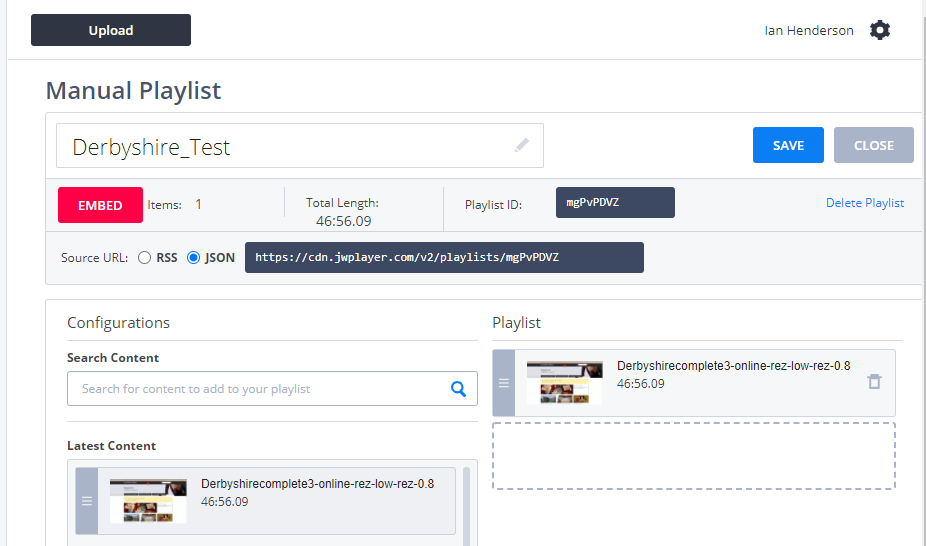 Upload
Ian Henderson
Manual Playlist
Derbyshire_Test
SAVE
CLOSE
EMBED
Items: 1
Total Length:
46:56.09
Playlist ID:
mgPvPDVZ
Delete Playlist
Source URL:
RSS
JSON
https://cdn.jwplayer.com/v2/playlists/mgPvPDVZ
Configurations
Search Content
Search for content to add to your playlist
Latest Content
Derbyshirecomplete3-online-rez-low-rez-0.8
46:56.09
Playlist
Derbyshirecomplete3-online-rez-low-rez-0.8
46:56.09